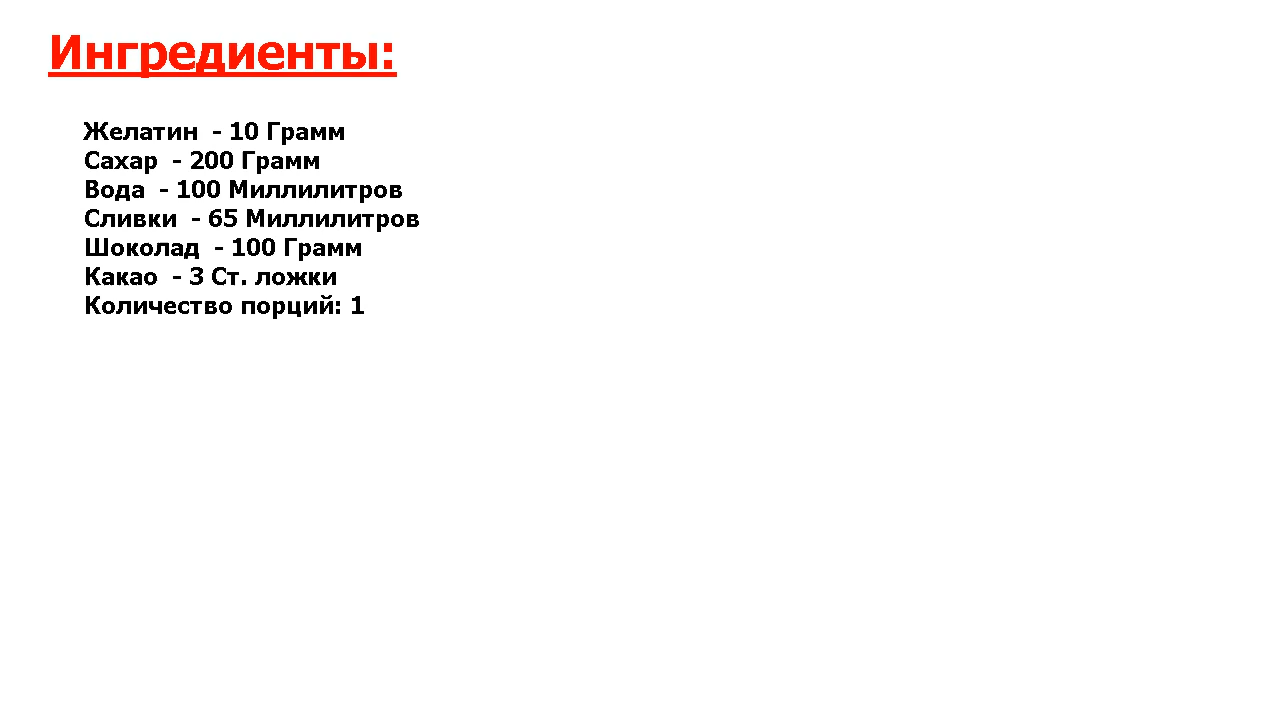 Ингредиенты:
Желатин  - 10 Грамм
Сахар  - 200 Грамм
Вода  - 100 Миллилитров
Сливки  - 65 Миллилитров
Шоколад  - 100 Грамм
Какао  - 3 Ст. ложки
Количество порций: 1